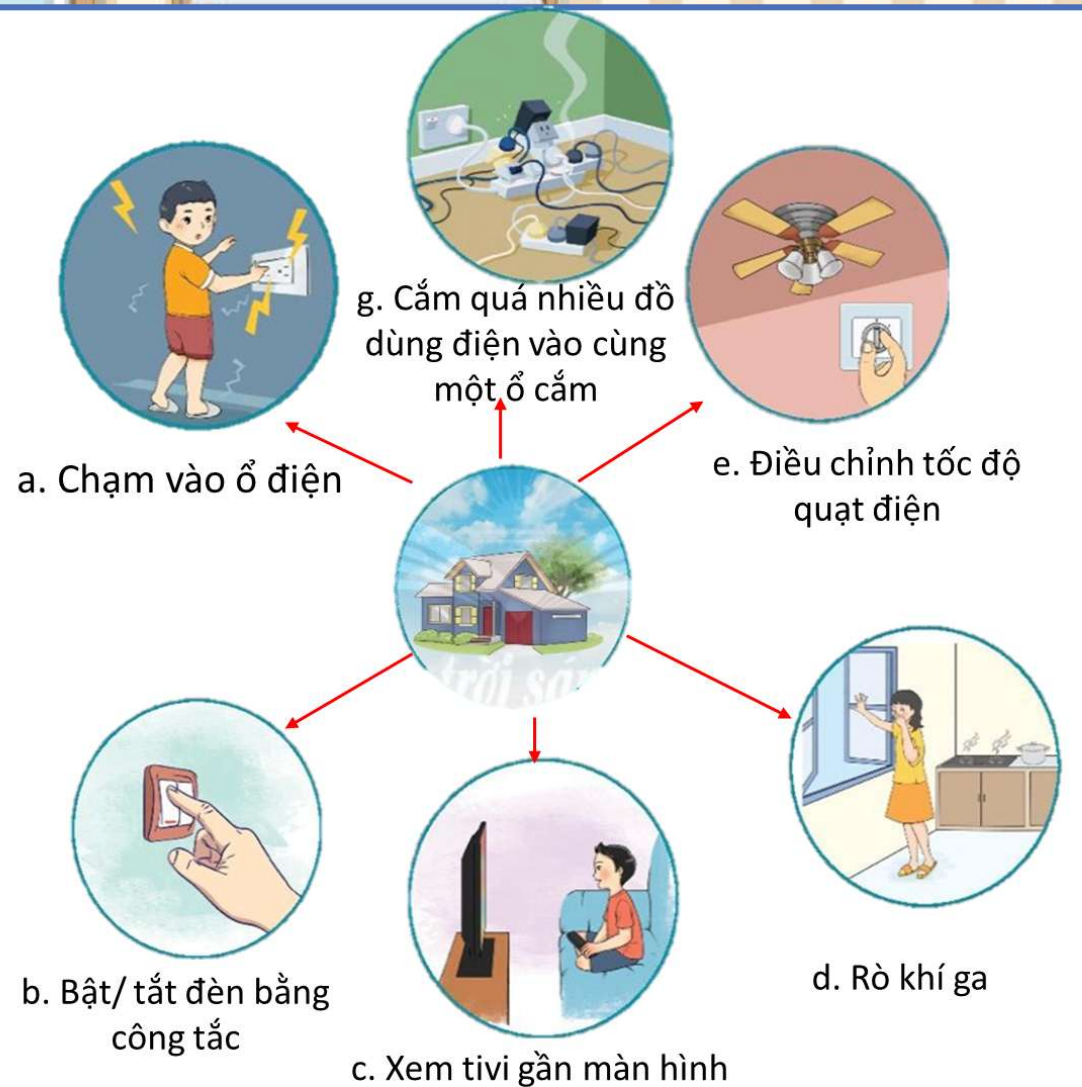 g. Cắm quá nhiều đồ
dùng điện vào cùng
một ổ cắm
a. Chạm vào ổ điện
e. Điều chỉnh tốc độ
quạt điện
b. Bật/ tắt đèn bằng
công tắc
c. Xem tivi gần màn hình
d. Rò khí ga